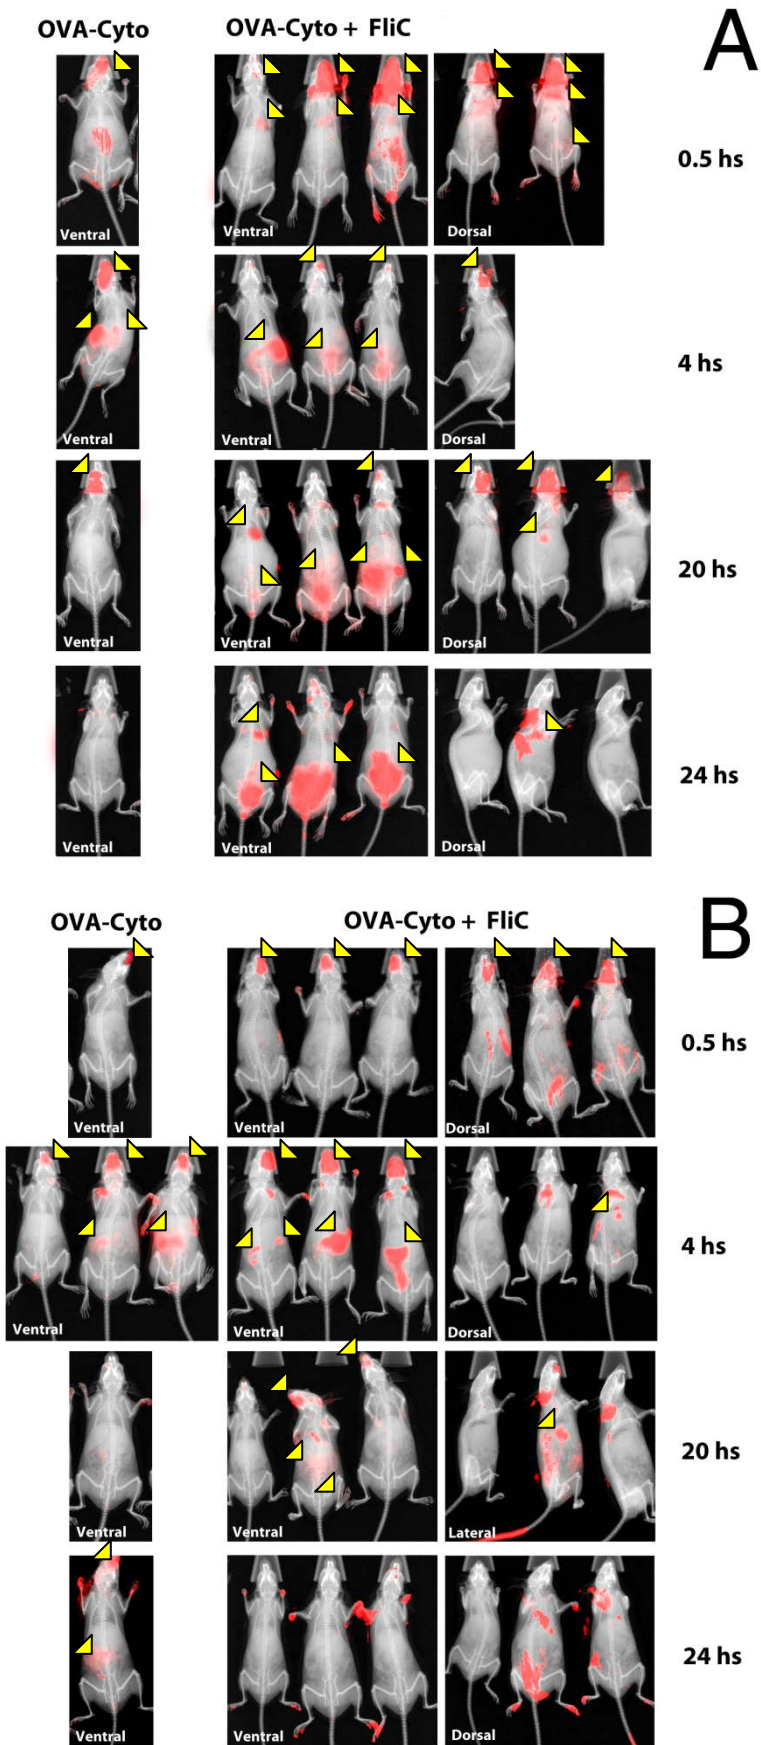 A
OVA-Cyto
OVA-Cyto + FliC
0.5 hs
Ventral
Ventral
Dorsal
4 hs
Ventral
Ventral
Dorsal
20 hs
Ventral
Ventral
Dorsal
24 hs
Ventral
Ventral
Dorsal
B
OVA-Cyto
OVA-Cyto + FliC
0.5 hs
Ventral
Ventral
Dorsal
4 hs
Ventral
Ventral
Dorsal
20 hs
Ventral
Ventral
Lateral
24 hs
Ventral
Ventral
Dorsal